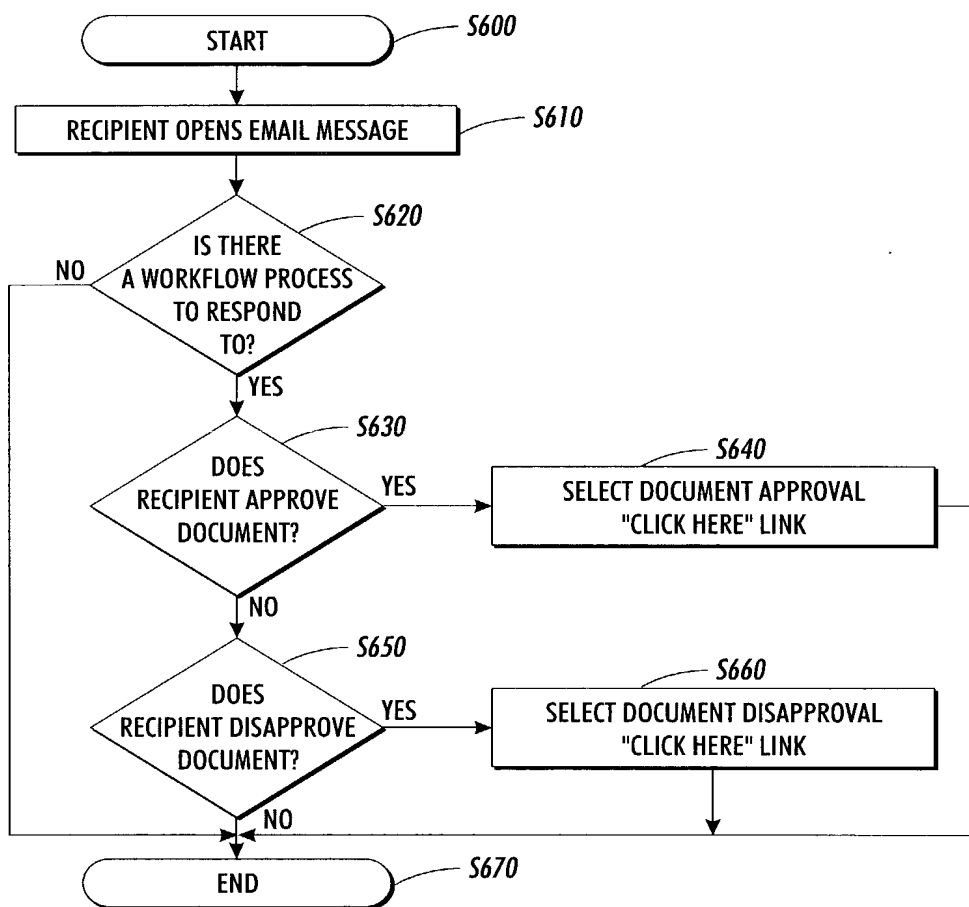 START
S600
RECIPIENT OPENS EMAIL MESSAGE
S610
S620
IS THERE
A WORKFLOW PROCESS
TO RESPOND
TO?
NO
YES
S630
DOES
RECIPIENT APPROVE
DOCUMENT?
YES
S640
SELECT DOCUMENT APPROVAL
"CLICK HERE" LINK
NO
S650
DOES
RECIPIENT DISAPPROVE
DOCUMENT?
YES
S660
SELECT DOCUMENT DISAPPROVAL
"CLICK HERE" LINK
NO
END
S670